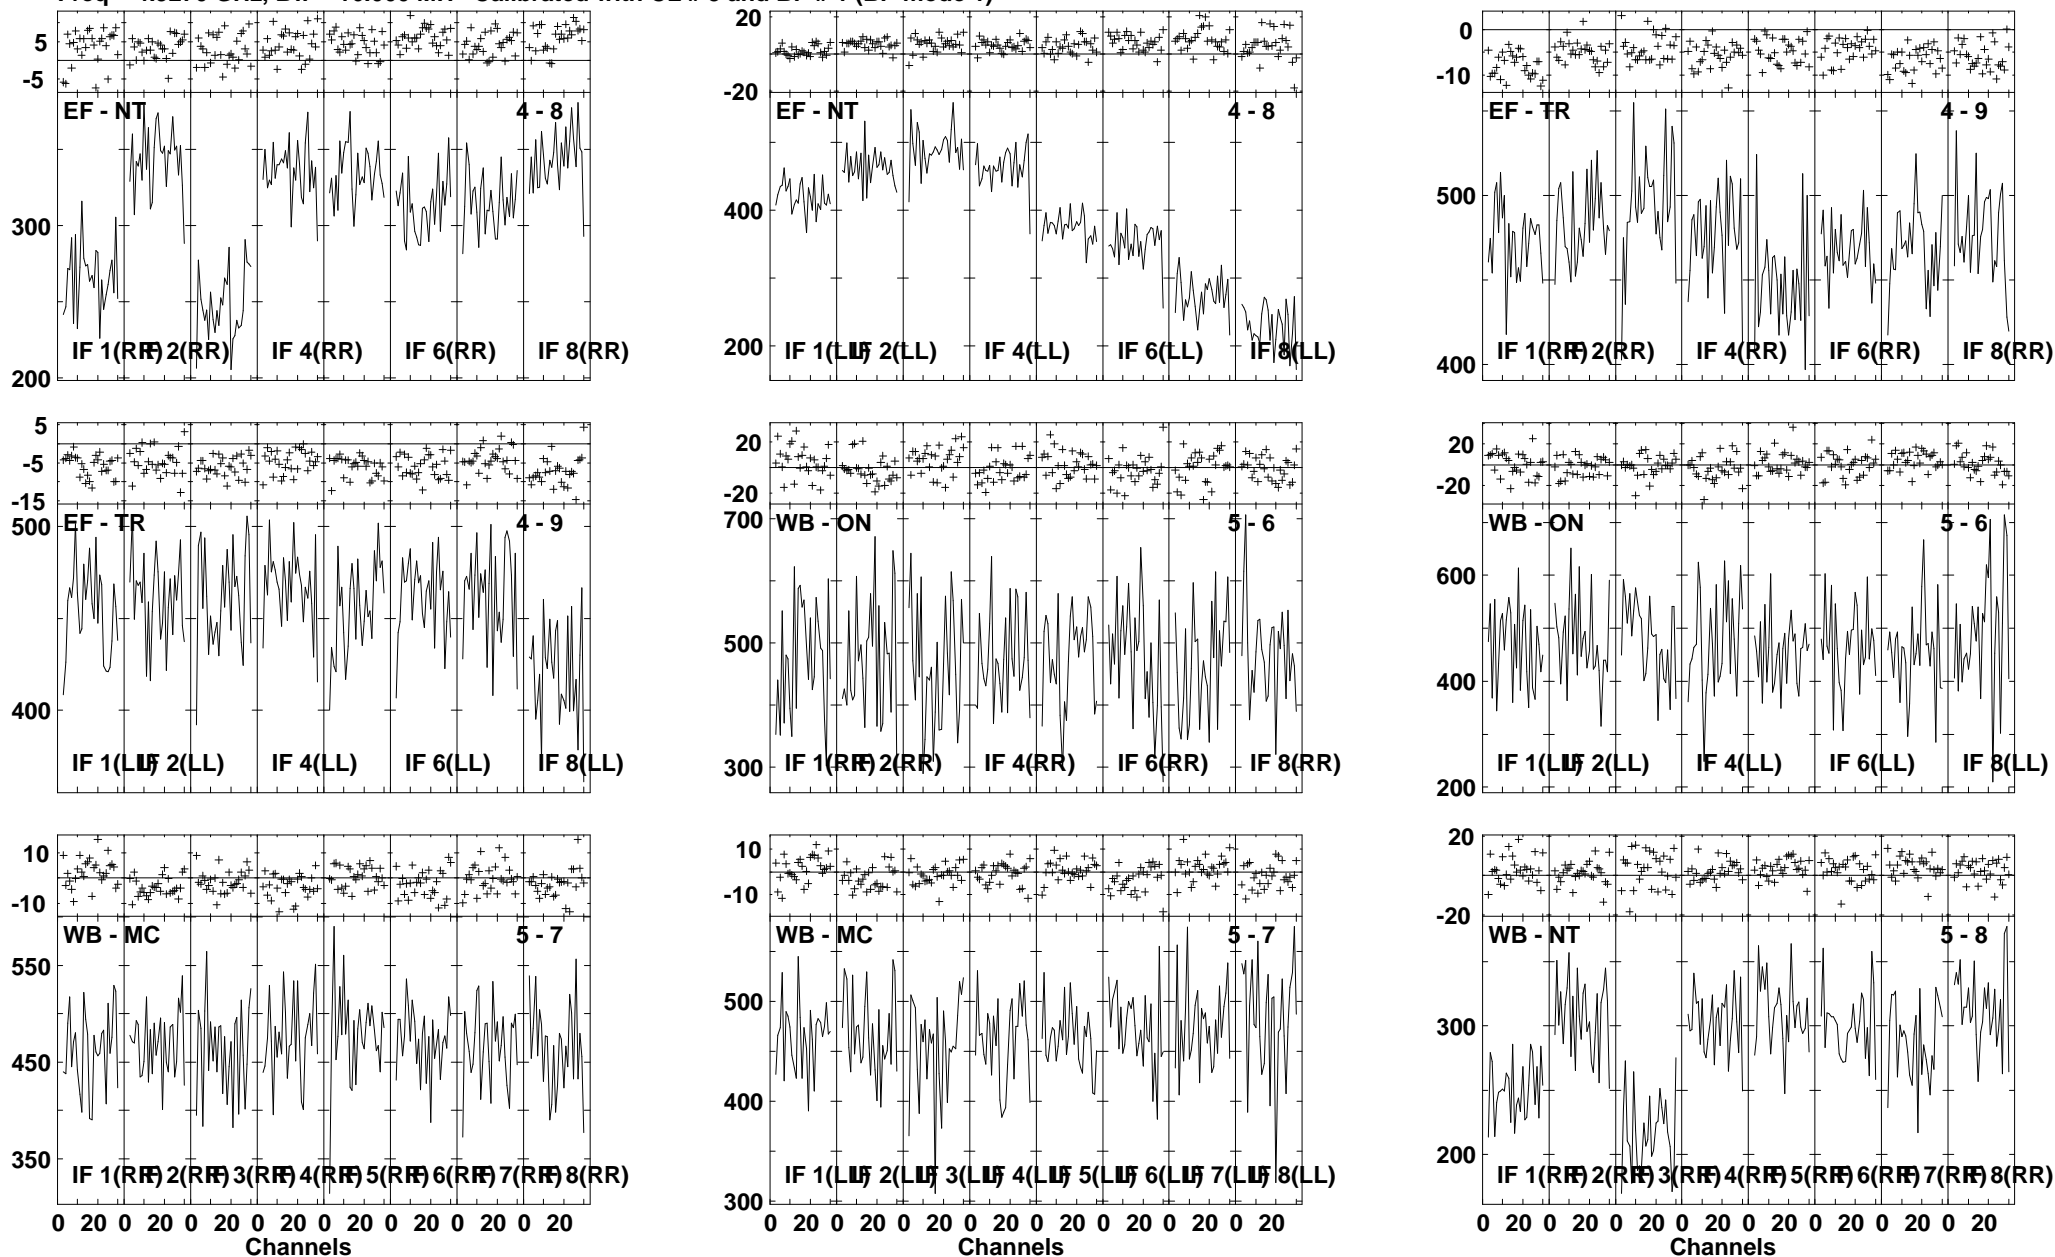 5
-5
EF - NT 4 - 8
300
200
IF 1(RR) IF 2(RR) IF 4(RR) IF 6(RR) IF 8(RR)
20
-20
EF - NT 4 - 8
400
200
IF 1(LL) IF 2(LL) IF 4(LL) IF 6(LL) IF 8(LL)
0
-10
EF - TR 4 - 9
500
400
IF 1(RR) IF 2(RR) IF 4(RR) IF 6(RR) IF 8(RR)
5
-5
-15
EF - TR 4 - 9
500
400
IF 1(LL) IF 2(LL) IF 4(LL) IF 6(LL) IF 8(LL)
20
-20
700
WB - ON 5 - 6
500
300
IF 1(RR) IF 2(RR) IF 4(RR) IF 6(RR) IF 8(RR)
20
-20
WB - ON 5 - 6
600
400
200
IF 1(LL) IF 2(LL) IF 4(LL) IF 6(LL) IF 8(LL)
10
-10
WB - MC 5 - 7
550
450
350
IF 1(RR) IF 2(RR) IF 3(RR) IF 4(RR) IF 5(RR) IF 6(RR) IF 7(RR) IF 8(RR)
0 20 0 20 0 20 0 20 0 20 0 20 0 20 0 20
Channels
10
-10
WB - MC 5 - 7
500
400
300
IF 1(LL) IF 2(LL) IF 3(LL) IF 4(LL) IF 5(LL) IF 6(LL) IF 7(LL) IF 8(LL)
0 20 0 20 0 20 0 20 0 20 0 20 0 20 0 20
Channels
20
0
-20
WB - NT 5 - 8
300
200
IF 1(RR) IF 2(RR) IF 3(RR) IF 4(RR) IF 5(RR) IF 6(RR) IF 7(RR) IF 8(RR)
0 20 0 20 0 20 0 20 0 20 0 20 0 20 0 20
Channels